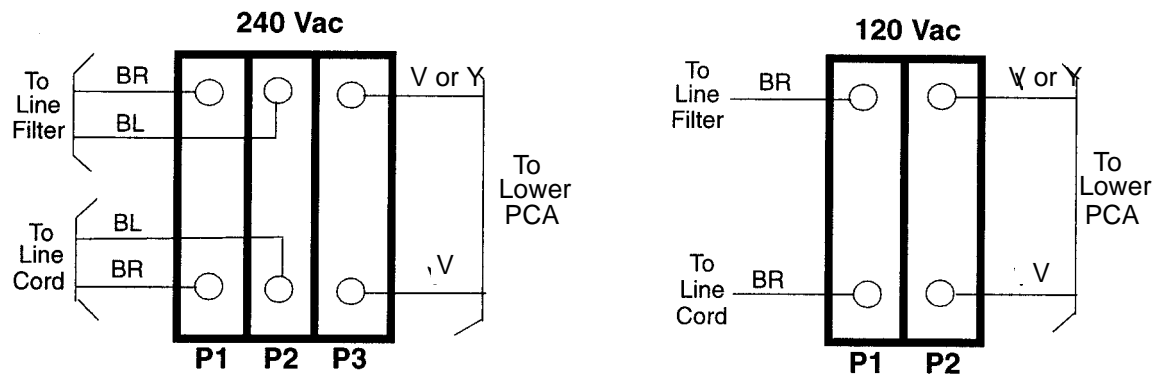 240 Vac
To
Line
Filter
BR
BL
V or Y
To
Lower
PCA
To
Line
Cord
BL
BR
V
P1 P2 P3
120 Vac
To
Line
Filter
BR
V or Y
To
Lower
PCA
To
Line
Cord
BR
V
P1 P2